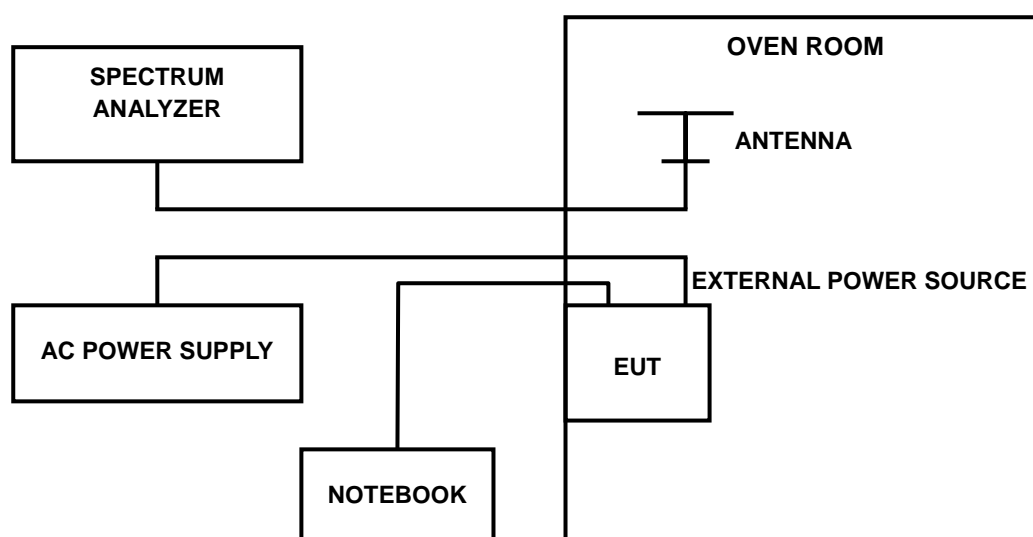 OVEN ROOM
SPECTRUM
ANALYZER
ANTENNA
EXTERNAL POWER SOURCE
AC POWER SUPPLY
EUT
NOTEBOOK